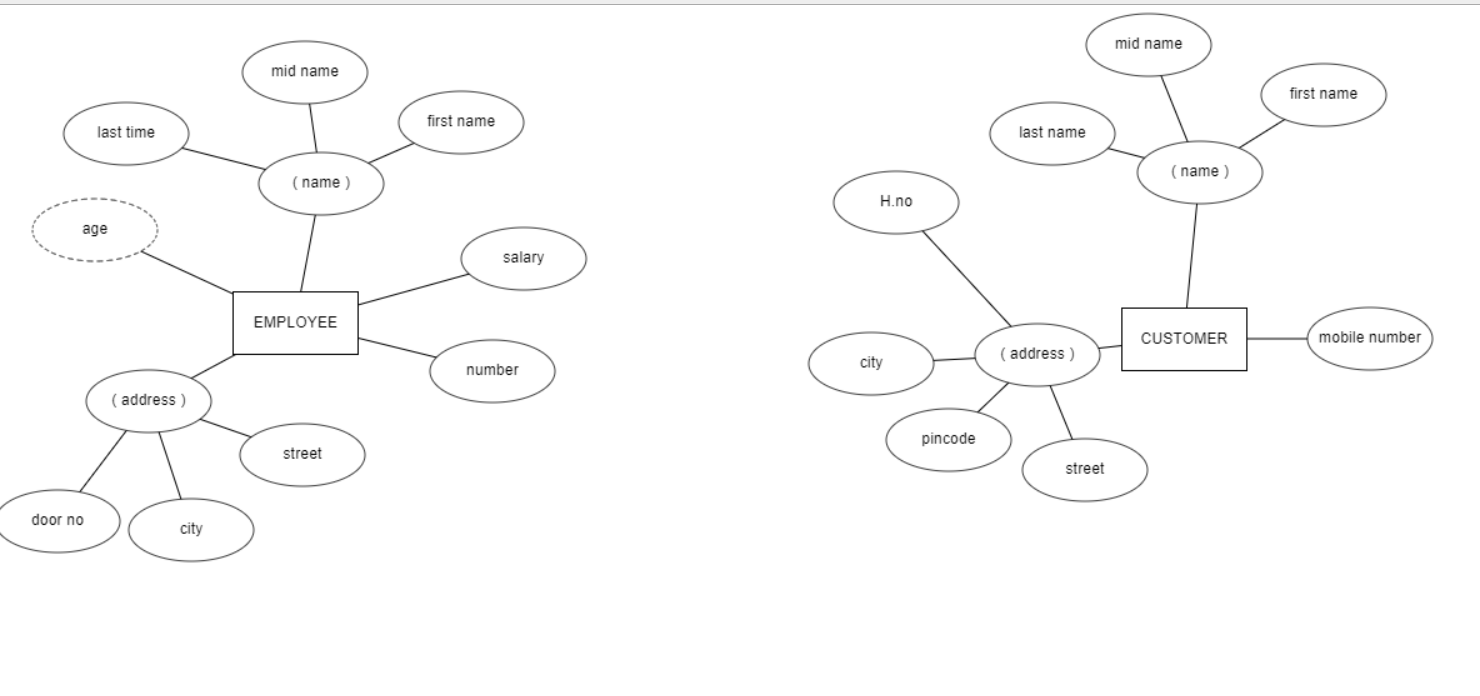 mid name
last time
first name
( name )
age
salary
EMPLOYEE
number
( address )
street
door no
city
mid name
first name
last name
( name )
H.no
CUSTOMER
mobile number
( address )
city
pincode
street